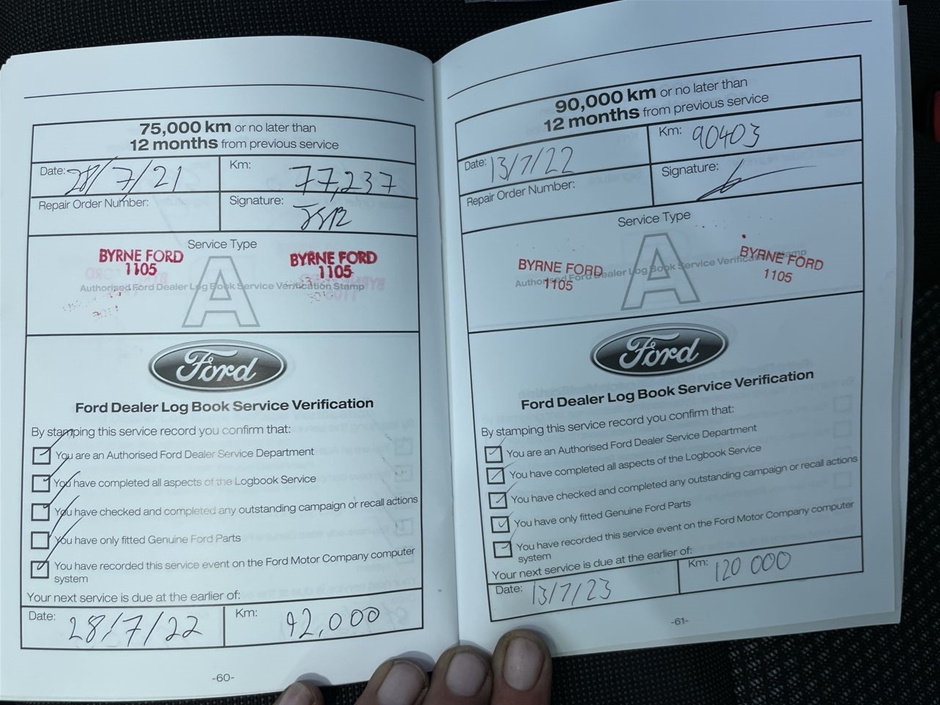 75,000 km or no later than
12 months from previous service
Date: 28/7/21 Km: 77,237
Repair Order Number: Signature:
Service Type
BYRNE FORD BYRNE FORD
1105 1105
A
Authorised Ford Dealer Log Book Service Verification Stamp
Ford
Ford Dealer Log Book Service Verification
By stamping this service record you confirm that:
You are an Authorised Ford Dealer Service Department
You have completed all aspects of the Logbook Service
You have checked and completed any outstanding campaign or recall actions
You have only fitted Genuine Ford Parts
You have recorded this service event on the Ford Motor Company computer
system
Your next service is due at the earlier of:
Date: 28/7/22 Km: 92,000
-60-
90,000 km or no later than
12 months from previous service
Date: 13/7/22 Km: 90403
Repair Order Number: Signature:
Service Type
BYRNE FORD BYRNE FORD
1105 1105
A
Authorised Ford Dealer Log Book Service Verification Stamp
Ford
Ford Dealer Log Book Service Verification
By stamping this service record you confirm that:
You are an Authorised Ford Dealer Service Department
You have completed all aspects of the Logbook Service
You have checked and completed any outstanding campaign or recall actions
You have only fitted Genuine Ford Parts
You have recorded this service event on the Ford Motor Company computer
system
Your next service is due at the earlier of:
Date: 13/7/23 Km: 120 000
-61-